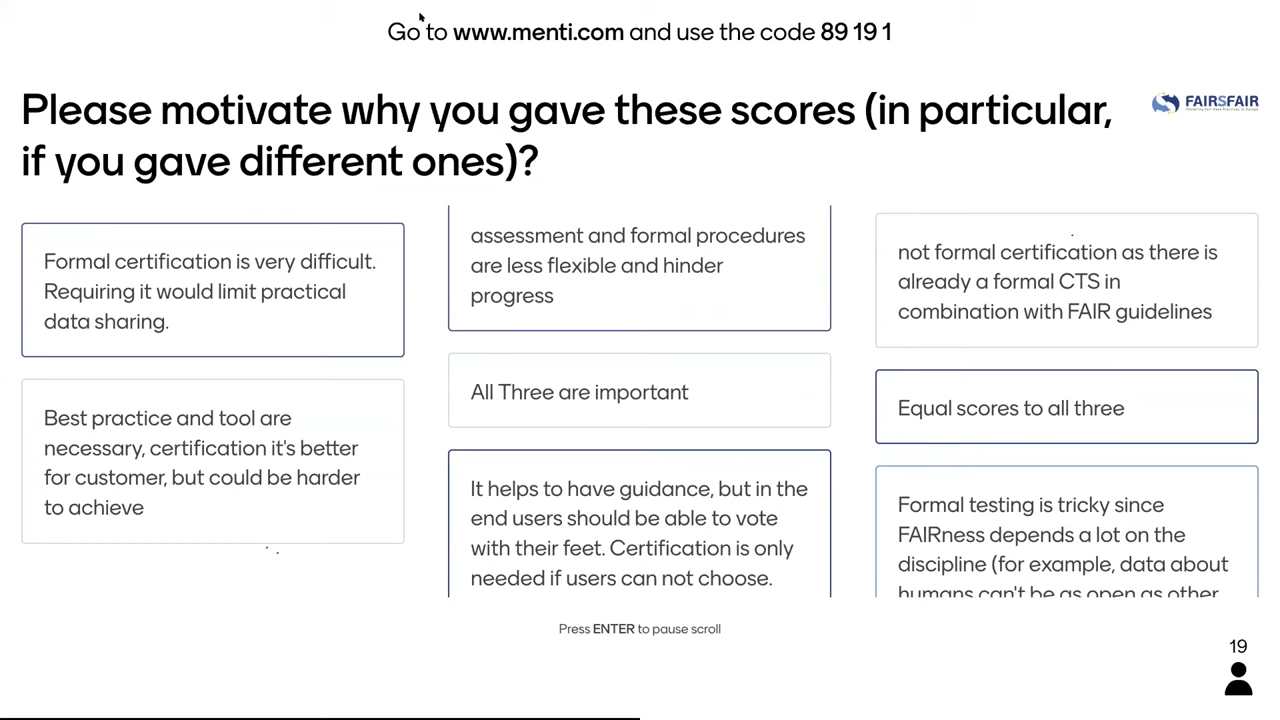 Go to www.menti.com and use the code 89 19 1
Please motivate why you gave these scores (in particular,
if you gave different ones)?
FAIRSFAIR
Formal certification is very difficult.
Requiring it would limit practical
data sharing.
Best practice and tool are
necessary, certification it's better
for customer, but could be harder
to achieve
assessment and formal procedures
are less flexible and hinder
progress
All Three are important
It helps to have guidance, but in the
end users should be able to vote
with their feet. Certification is only
needed if users can not choose.
not formal certification as there is
already a formal CTS in
combination with FAIR guidelines
Equal scores to all three
Formal testing is tricky since
FAIRness depends a lot on the
discipline (for example, data about
humans can't be as open as other
Press ENTER to pause scroll
19